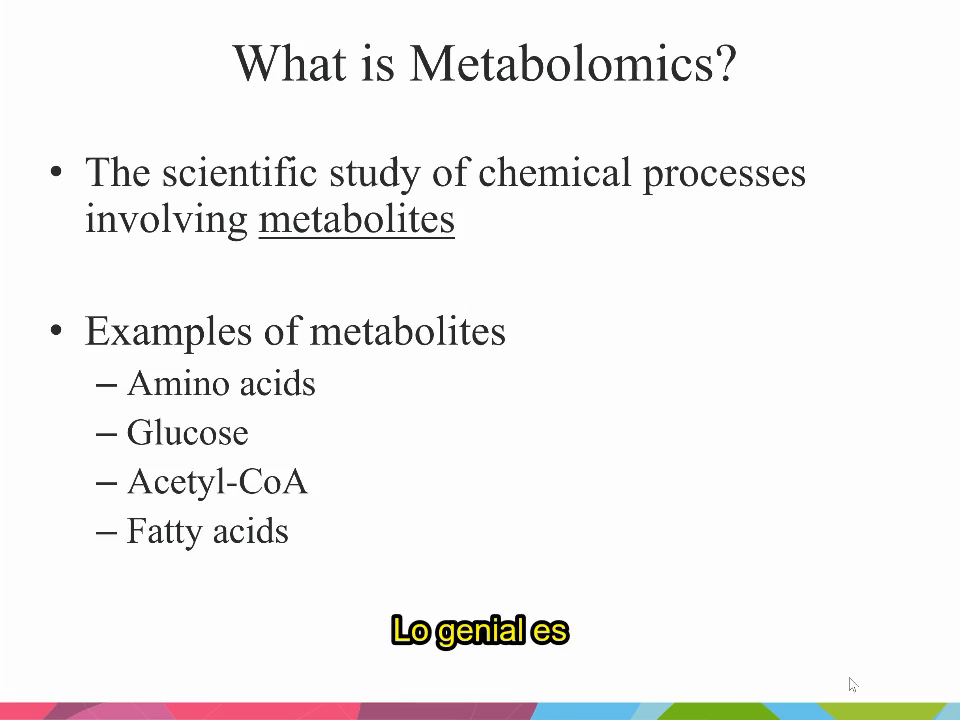 What is Metabolomics?
• The scientific study of chemical processes
involving metabolites
• Examples of metabolites
– Amino acids
– Glucose
– Acetyl-CoA
– Fatty acids
Lo genial es